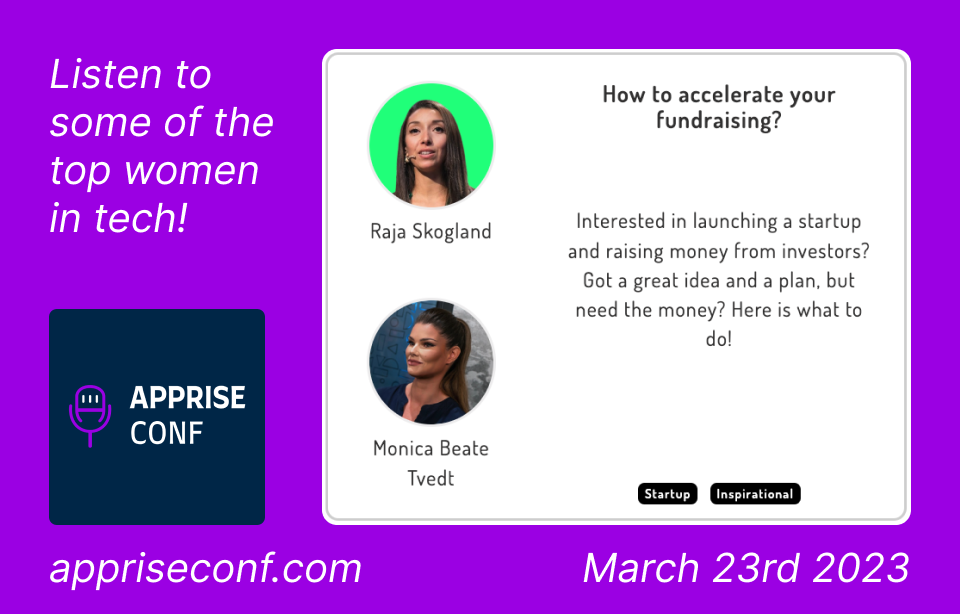 Listen to
some of the
top women
in tech!
APPRISE
CONF
Raja Skogland
Monica Beate
Tvedt
How to accelerate your
fundraising?
Interested in launching a startup
and raising money from investors?
Got a great idea and a plan, but
need the money? Here is what to
do!
Startup
Inspirational
appriseconf.com
March 23rd 2023